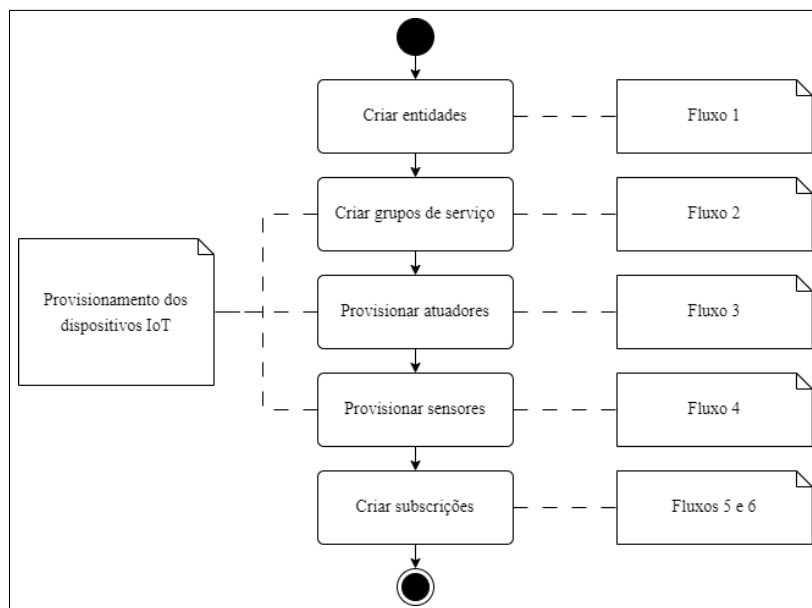 Criar entidades
Fluxo 1
Criar grupos de serviço
Fluxo 2
Provisionamento dos
dispositivos IoT
Provisionar atuadores
Fluxo 3
Provisionar sensores
Fluxo 4
Criar subscrições
Fluxos 5 e 6